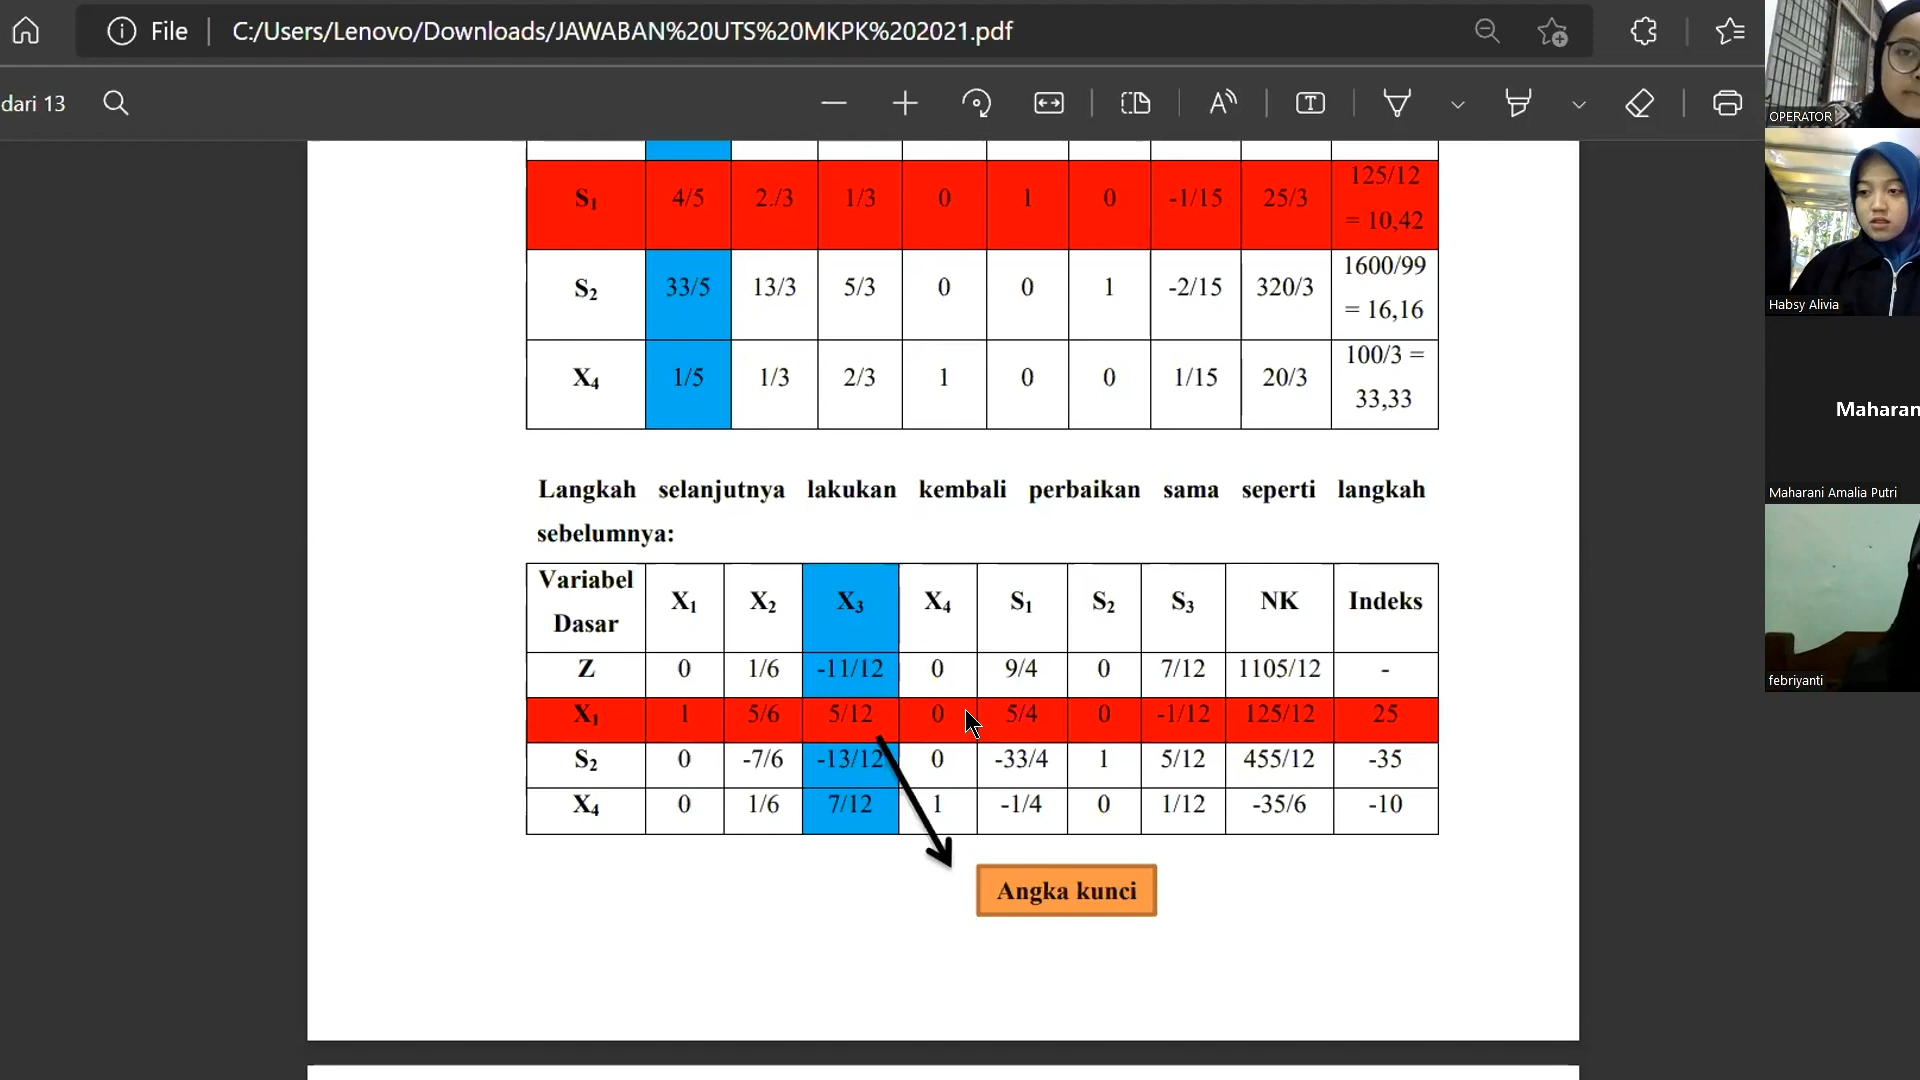 File
C:/Users/Lenovo/Downloads/JAWABAN%20UTS%20MKPK%202021.pdf
dari 13
S₁ 4/5 2./3 1/3 0 1 0 -1/15 25/3 125/12 = 10,42
S₂ 33/5 13/3 5/3 0 0 1 -2/15 320/3 1600/99 = 16,16
X₄ 1/5 1/3 2/3 1 0 0 1/15 20/3 100/3 = 33,33
Langkah selanjutnya lakukan kembali perbaikan sama seperti langkah
sebelumnya:
Variabel Dasar X₁ X₂ X₃ X₄ S₁ S₂ S₃ NK Indeks
Z 0 1/6 -11/12 0 9/4 0 7/12 1105/12 -
X₁ 1 5/6 5/12 0 5/4 0 -1/12 125/12 25
S₂ 0 -7/6 -13/12 0 -33/4 1 5/12 455/12 -35
X₄ 0 1/6 7/12 1 -1/4 0 1/12 -35/6 -10
Angka kunci
OPERATOR
Habsy Alivia
Maharan
Maharani Amalia Putri
febriyanti